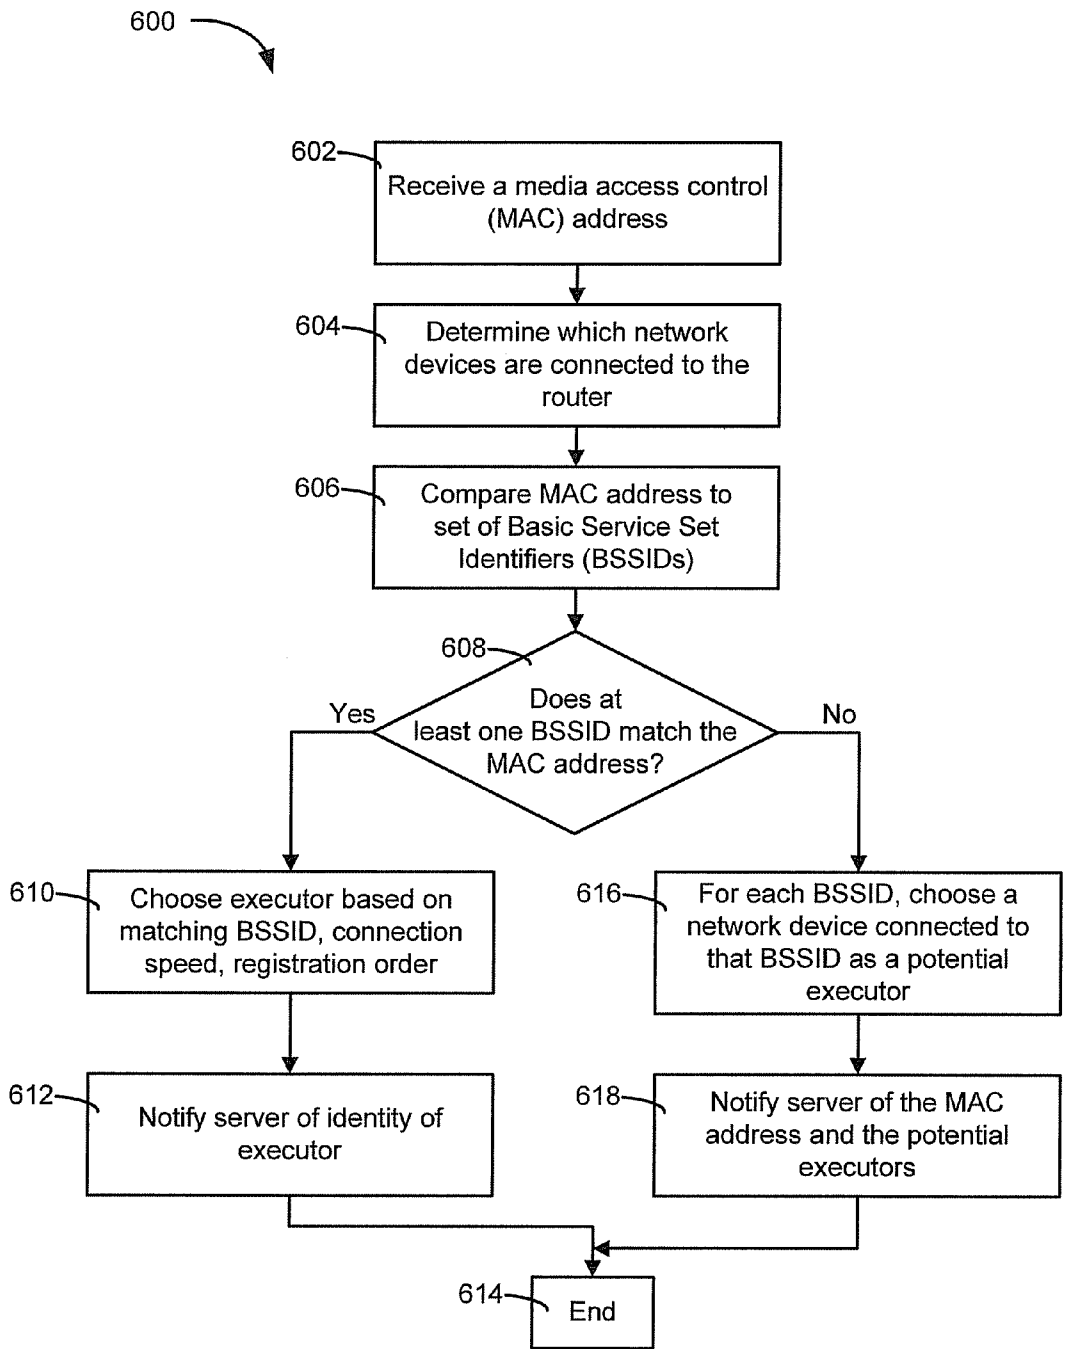 600
602
Receive a media access control
(MAC) address
604
Determine which network
devices are connected to the
router
606
Compare MAC address to
set of Basic Service Set
Identifiers (BSSIDs)
608
Does at
least one BSSID match the
MAC address?
Yes
No
610
Choose executor based on
matching BSSID, connection
speed, registration order
616
For each BSSID, choose a
network device connected to
that BSSID as a potential
executor
612
Notify server of identity of
executor
618
Notify server of the MAC
address and the potential
executors
614
End